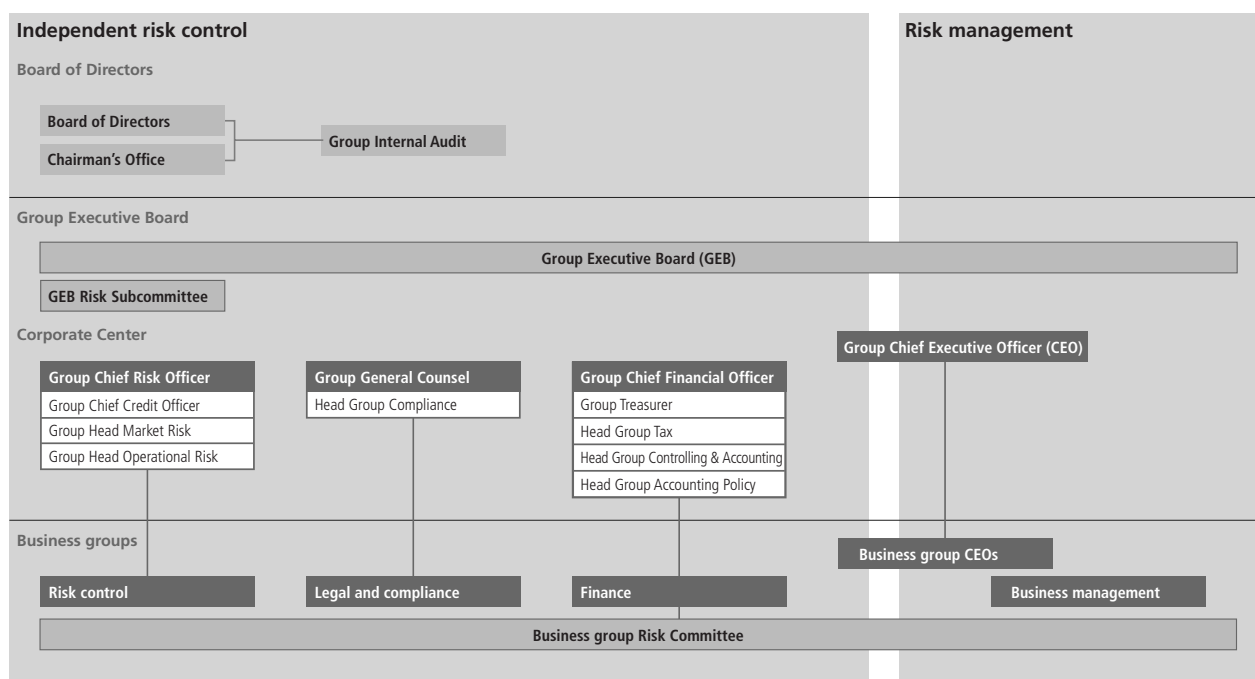 Independent risk control
Risk management
Board of Directors
Board of Directors
Chairman's Office
Group Internal Audit
Group Executive Board
Group Executive Board (GEB)
GEB Risk Subcommittee
Corporate Center
Group Chief Executive Officer (CEO)
Group Chief Risk Officer
Group Chief Credit Officer
Group Head Market Risk
Group Head Operational Risk
Group General Counsel
Head Group Compliance
Group Chief Financial Officer
Group Treasurer
Head Group Tax
Head Group Controlling & Accounting
Head Group Accounting Policy
Business groups
Business group CEOs
Risk control
Legal and compliance
Finance
Business management
Business group Risk Committee